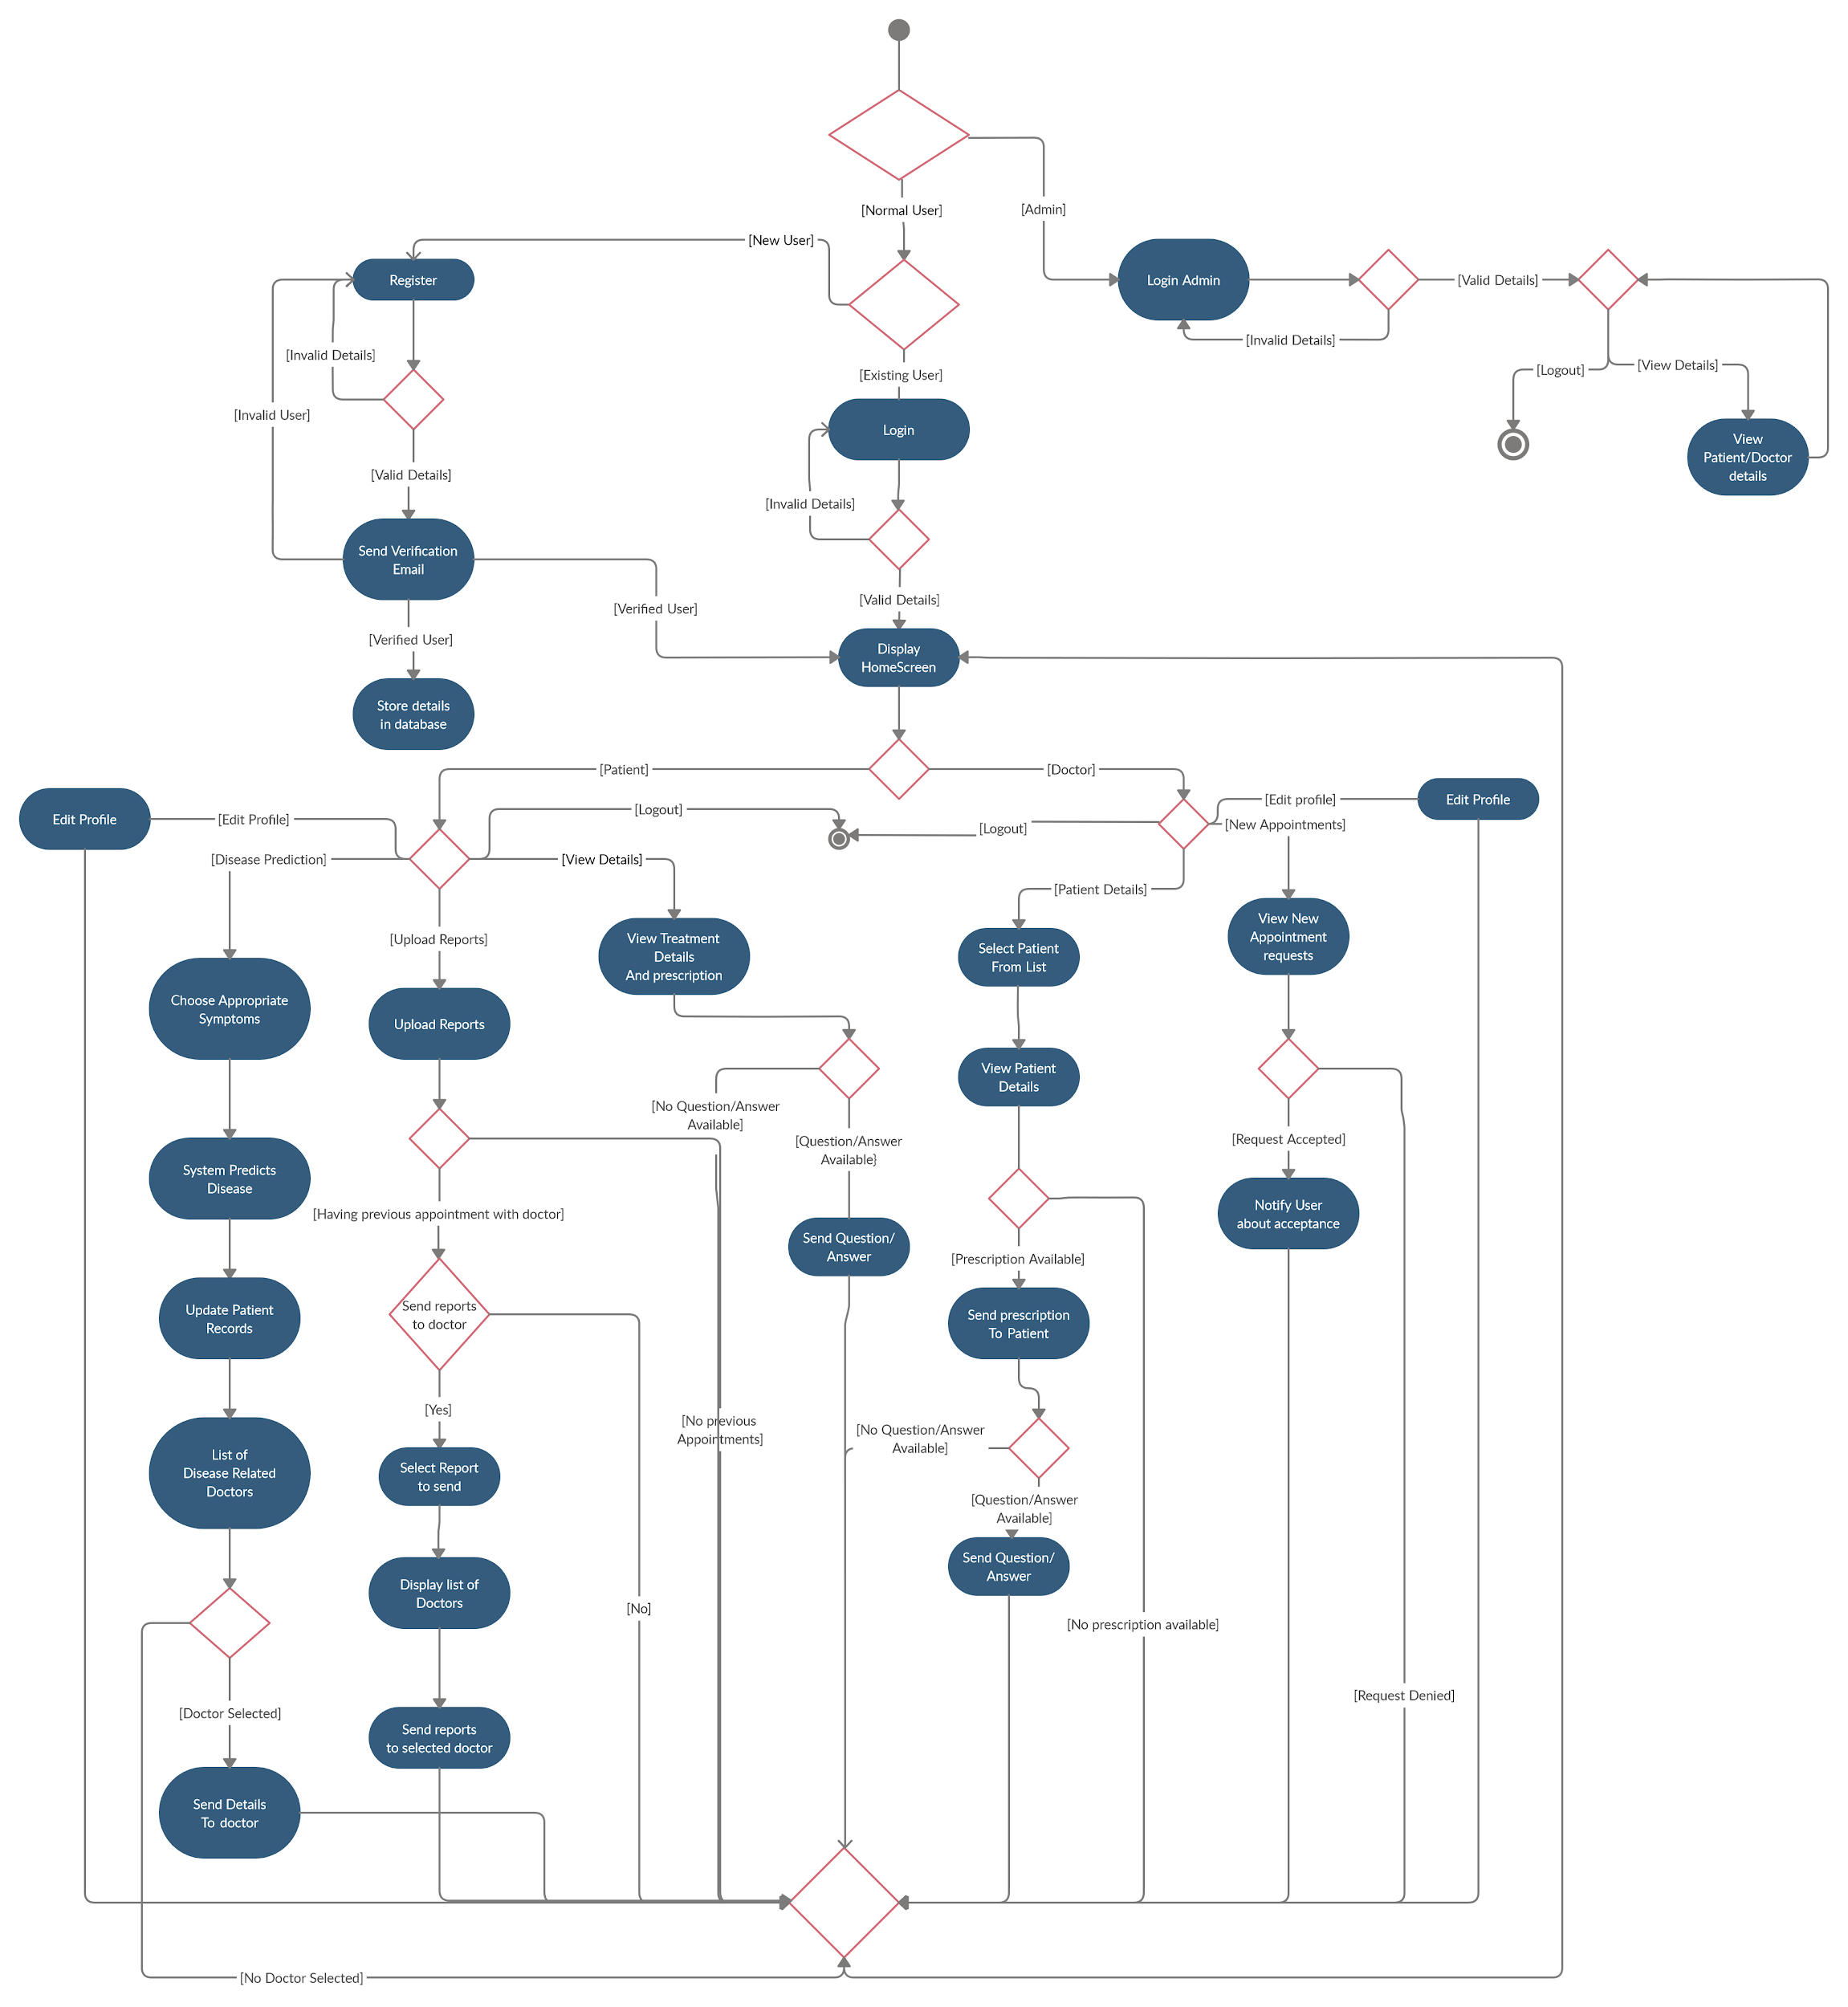 [Normal User]
[Admin]
[New User]
Register
Login Admin
[Valid Details]
[Invalid Details]
[Invalid Details]
[Logout]
[View Details]
[Existing User]
[Invalid User]
Login
View
Patient/Doctor
details
[Valid Details]
[Invalid Details]
Send Verification
Email
[Valid Details]
[Verified User]
[Verified User]
Display
HomeScreen
Store details
in database
[Patient]
[Doctor]
Edit Profile
[Edit Profile]
[Logout]
[Logout]
[Edit profile]
Edit Profile
[New Appointments]
[Disease Prediction]
[View Details]
[Patient Details]
[Upload Reports]
View Treatment
Details
And prescription
Select Patient
From List
View New
Appointment
requests
Choose Appropriate
Symptoms
Upload Reports
View Patient
Details
[No Question/Answer
Available]
[Question/Answer
Available}
[Request Accepted]
System Predicts
Disease
[Having previous appointment with doctor]
Send Question/
Answer
Notify User
about acceptance
[Prescription Available]
Update Patient
Records
Send reports
to doctor
Send prescription
To Patient
[Yes]
[No previous
Appointments]
[No Question/Answer
Available]
List of
Disease Related
Doctors
Select Report
to send
[Question/Answer
Available]
Send Question/
Answer
Display list of
Doctors
[No]
[No prescription available]
[Request Denied]
[Doctor Selected]
Send reports
to selected doctor
Send Details
To doctor
[No Doctor Selected]